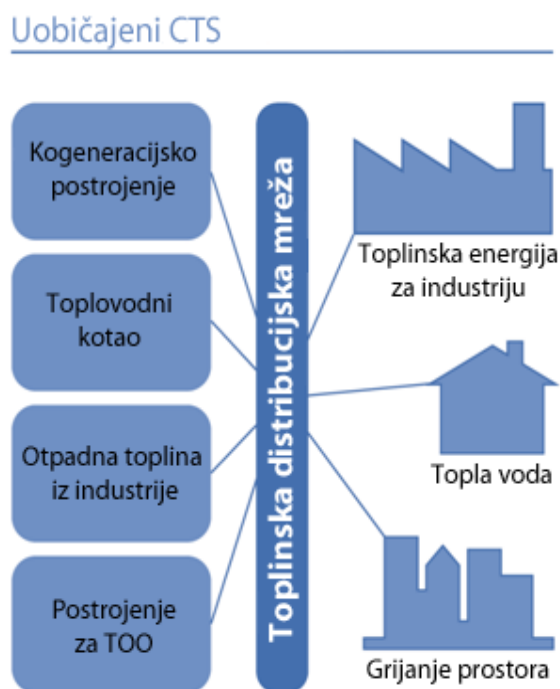 Uobičajeni CTS
Kogeneracijsko
postrojenje
Toplovodni
kotao
Otpadna toplina
iz industrije
Postrojenje
za TOO
Toplinska distribucijska mreža
Toplinska energija
za industriju
Topla voda
Grijanje prostora